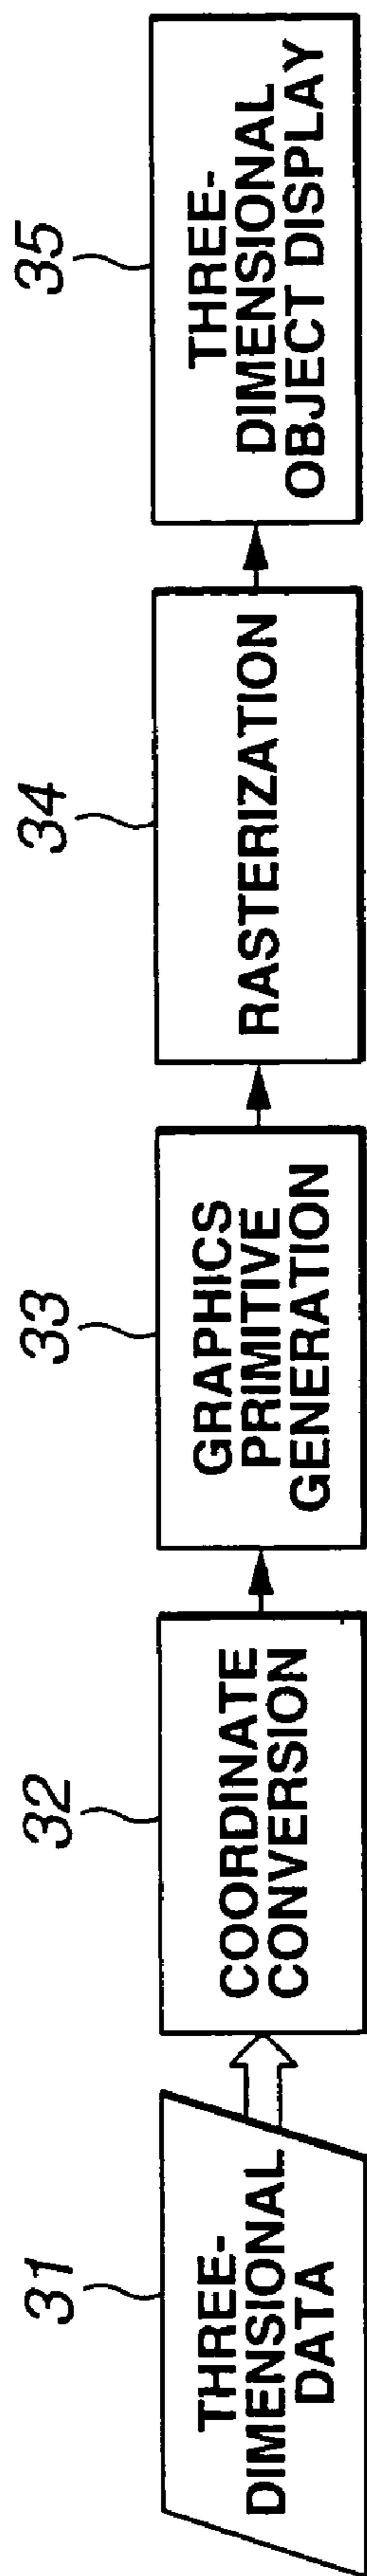 31
THREE-
DIMENSIONAL
DATA
32
COORDINATE
CONVERSION
33
GRAPHICS
PRIMITIVE
GENERATION
34
RASTERIZATION
35
THREE-
DIMENSIONAL
OBJECT DISPLAY